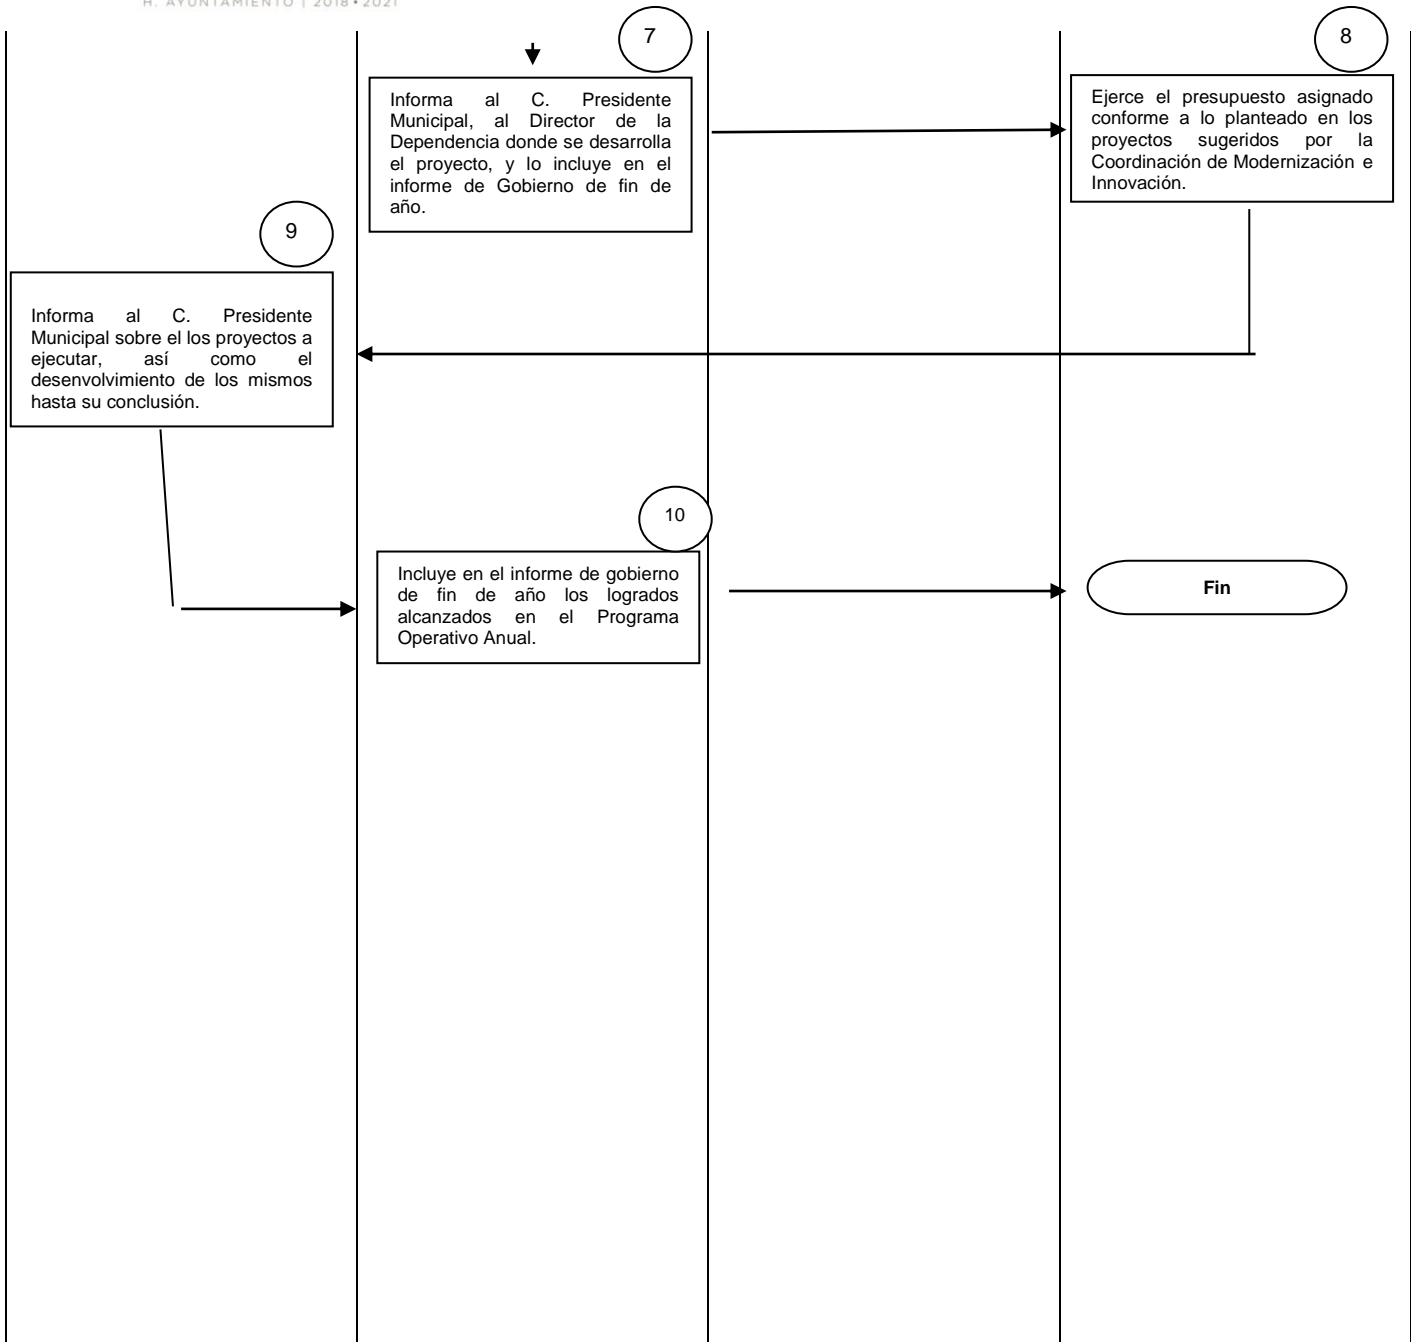 H. AYUNTAMIENTO | 2018•2021
7
Informa al C. Presidente
Municipal, al Director de la
Dependencia donde se desarrolla
el proyecto, y lo incluye en el
informe de Gobierno de fin de
año.
8
Ejerce el presupuesto asignado
conforme a lo planteado en los
proyectos sugeridos por la
Coordinación de Modernización e
Innovación.
9
Informa al C. Presidente
Municipal sobre el los proyectos a
ejecutar, así como el
desenvolvimiento de los mismos
hasta su conclusión.
10
Incluye en el informe de gobierno
de fin de año los logrados
alcanzados en el Programa
Operativo Anual.
Fin